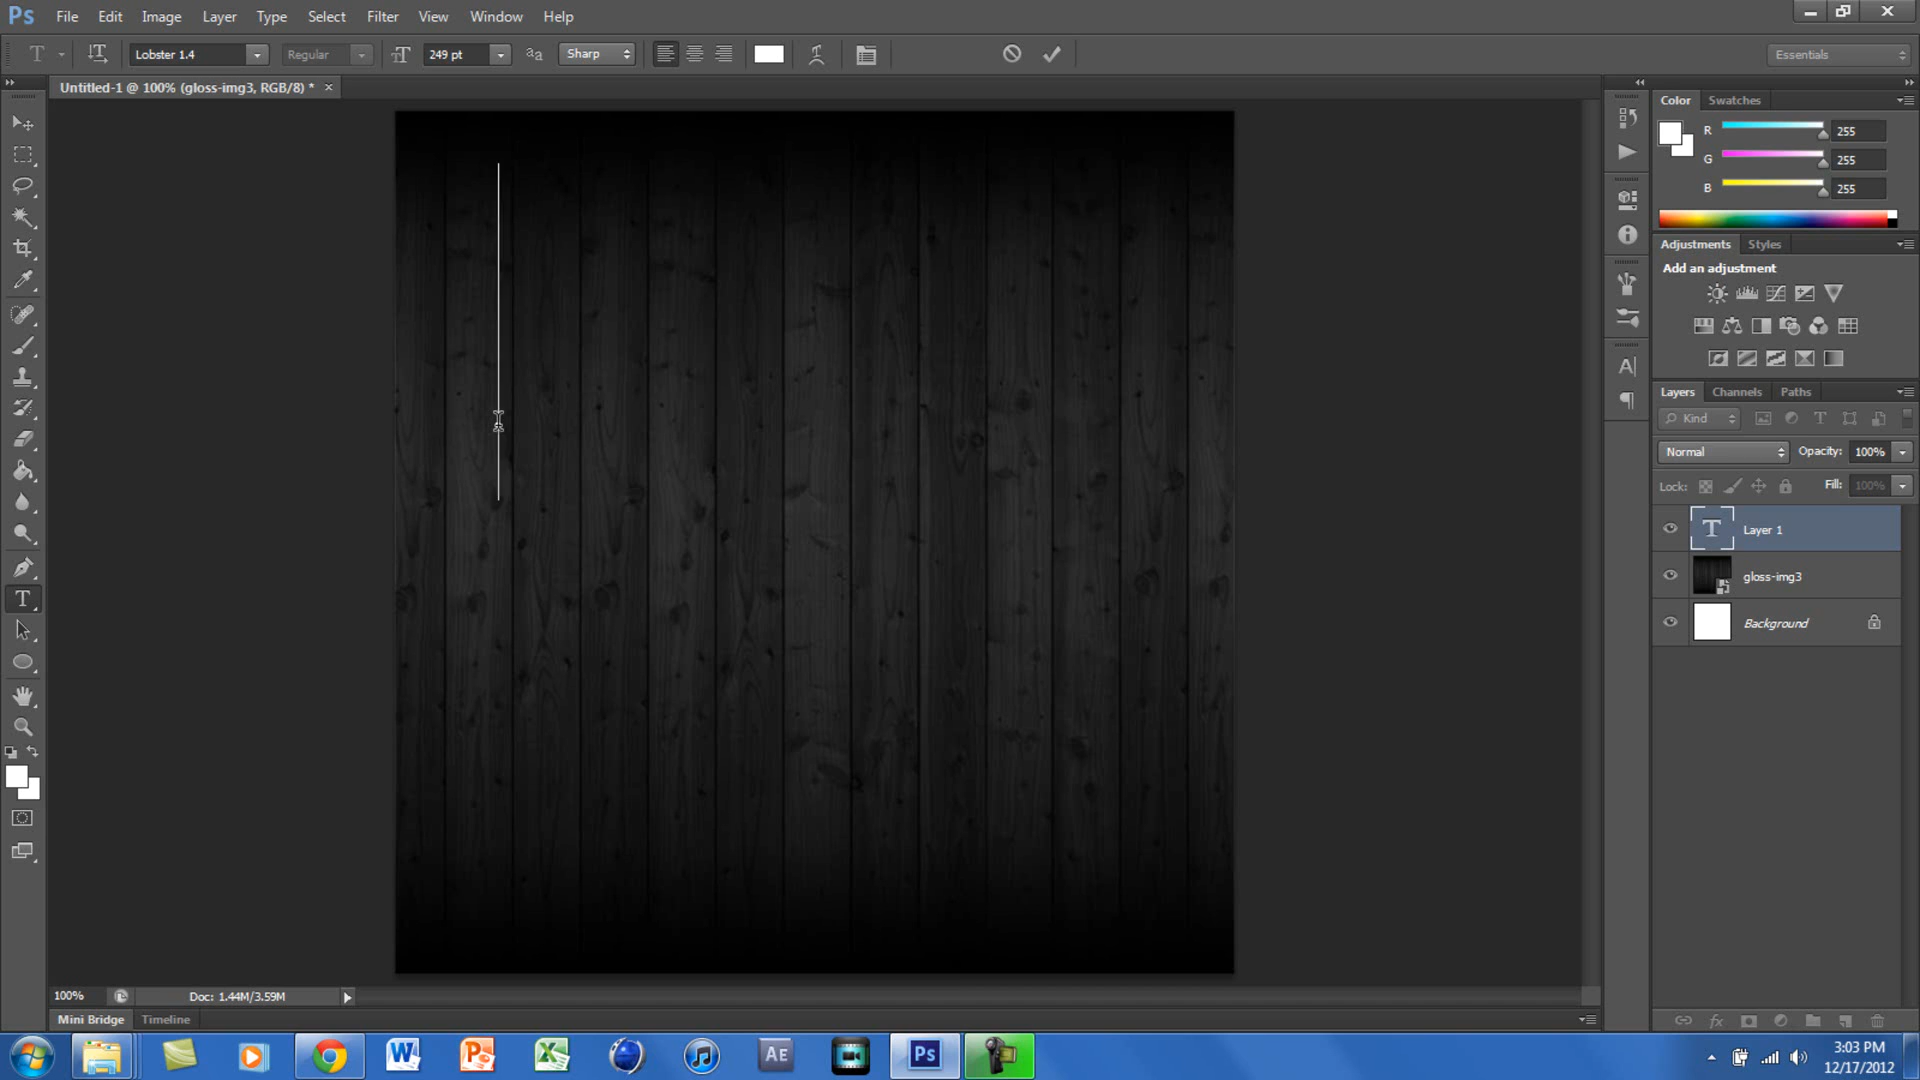 Ps File Edit Image Layer Type Select Filter View Window Help
T Lobster 1.4 Regular 249 pt aa Sharp Essentials
Untitled-1 @ 100% (gloss-img3, RGB/8) * ×
Color Swatches
R 255
G 255
B 255
Adjustments Styles
Add an adjustment
Layers Channels Paths
Kind
Normal Opacity: 100%
Lock: Fill: 100%
T Layer 1
gloss-img3
Background
100% Doc: 1.44M/3.59M
Mini Bridge Timeline
AE Ps
3:03 PM
12/17/2012